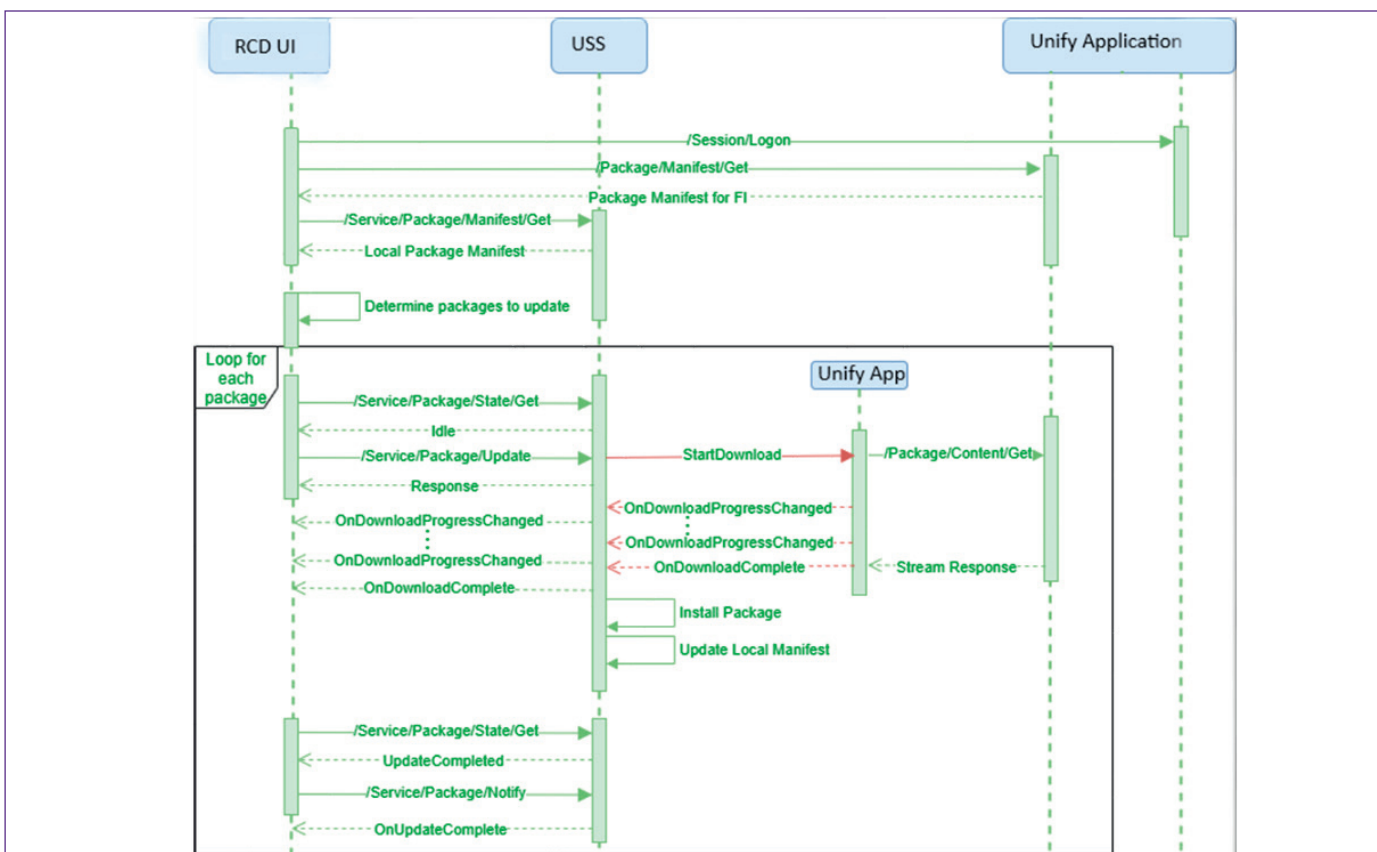 RCD UI
USS
Unify Application
/Session/Logon
/Package/Manifest/Get
Package Manifest for FI
/Service/Package/Manifest/Get
Local Package Manifest
Determine packages to update
Loop for
each
package
Unify App
/Service/Package/State/Get
Idle
/Service/Package/Update
StartDownload
/Package/Content/Get
Response
OnDownloadProgressChanged
OnDownloadProgressChanged
OnDownloadProgressChanged
OnDownloadProgressChanged
OnDownloadComplete
Stream Response
OnDownloadComplete
Install Package
Update Local Manifest
/Service/Package/State/Get
UpdateCompleted
/Service/Package/Notify
OnUpdateComplete